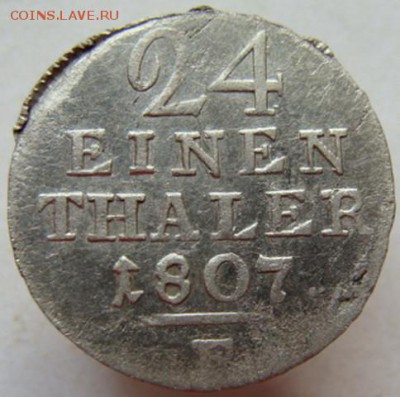 COINS.LAVE.RU
24
EINEN
THALER
1807
F